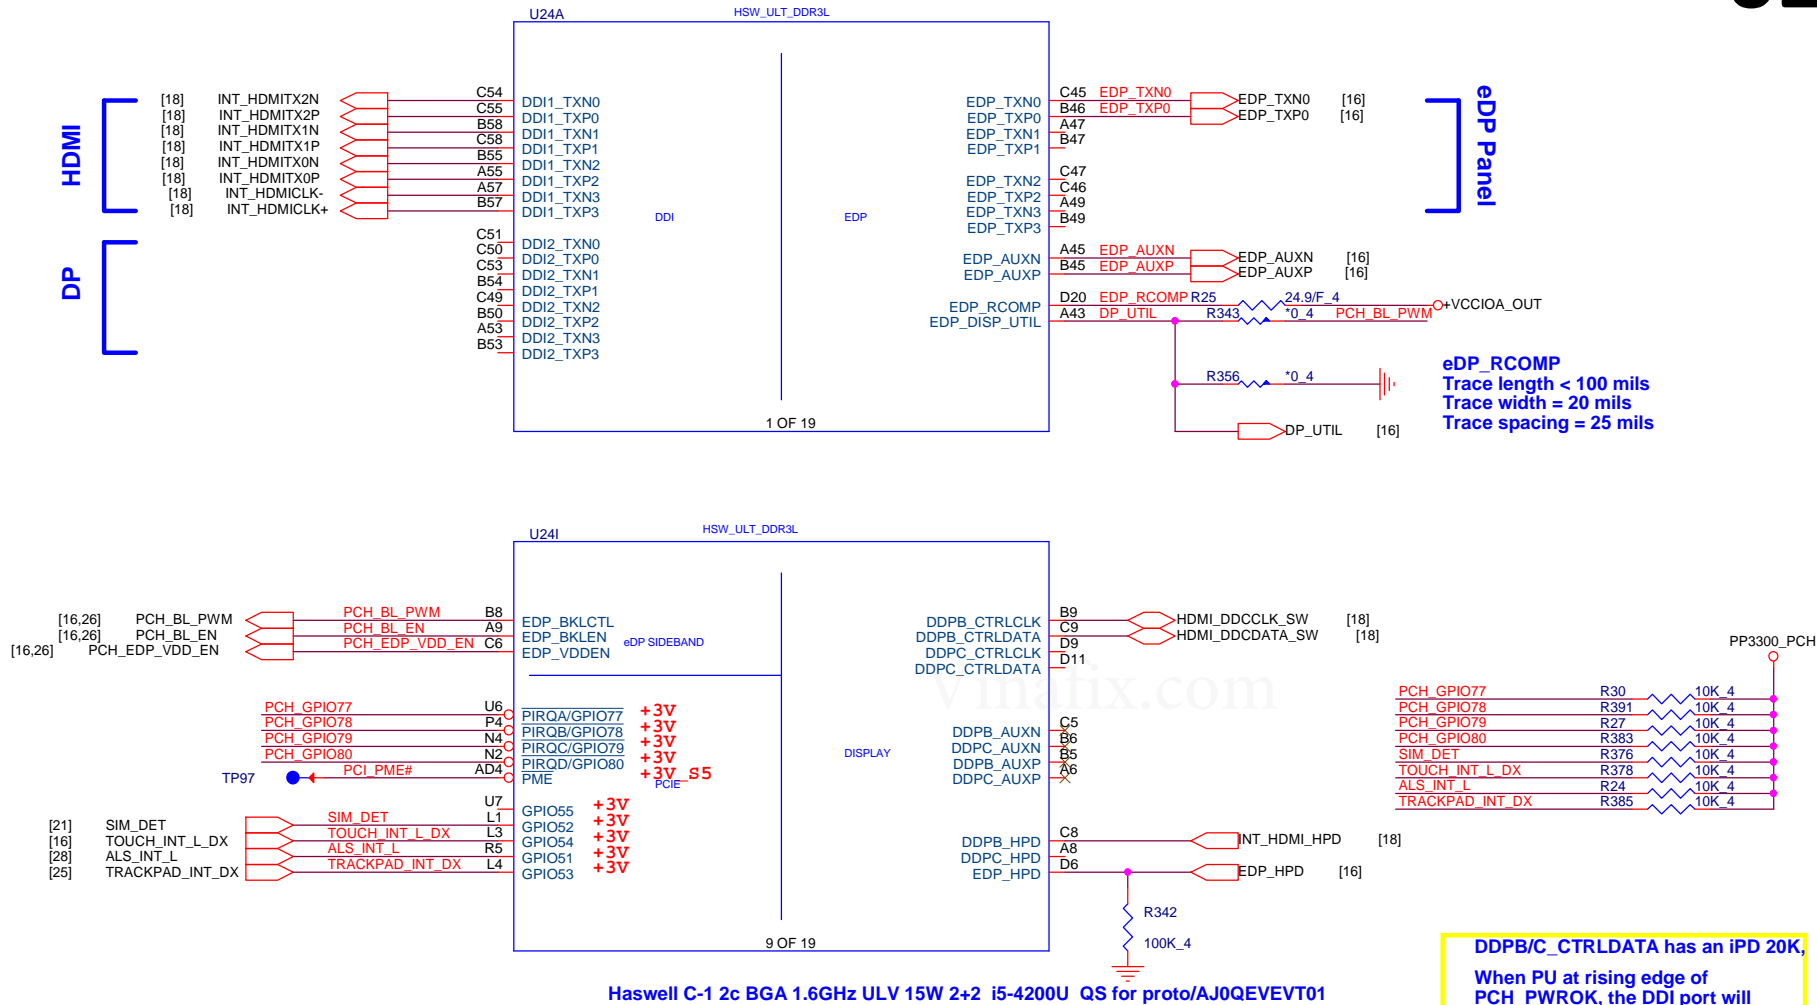 U24A
HSW_ULT_DDR3L
HDMI
[18] INT_HDMITX2N C54 DDI1_TXN0
[18] INT_HDMITX2P C55 DDI1_TXP0
[18] INT_HDMITX1N B58 DDI1_TXN1
[18] INT_HDMITX1P C58 DDI1_TXP1
[18] INT_HDMITX0N B55 DDI1_TXN2
[18] INT_HDMITX0P A55 DDI1_TXP2
[18] INT_HDMICLK- A57 DDI1_TXN3
[18] INT_HDMICLK+ B57 DDI1_TXP3
DP
C51 DDI2_TXN0
C50 DDI2_TXP0
C53 DDI2_TXN1
B54 DDI2_TXP1
C49 DDI2_TXN2
B50 DDI2_TXP2
A53 DDI2_TXN3
B53 DDI2_TXP3
DDI
EDP
EDP_TXN0 C45 EDP_TXN0 EDP_TXN0 [16]
EDP_TXP0 B46 EDP_TXP0 EDP_TXP0 [16]
EDP_TXN1 A47
EDP_TXP1 B47
EDP_TXN2 C47
EDP_TXP2 C46
EDP_TXN3 A49
EDP_TXP3 B49
eDP Panel
EDP_AUXN A45 EDP_AUXN EDP_AUXN [16]
EDP_AUXP B45 EDP_AUXP EDP_AUXP [16]
EDP_RCOMP D20 EDP_RCOMP R25 24.9/F_4 +VCCIOA_OUT
EDP_DISP_UTIL A43 DP_UTIL R343 *0_4 PCH_BL_PWM
R356 *0_4
DP_UTIL [16]
eDP_RCOMP
Trace length < 100 mils
Trace width = 20 mils
Trace spacing = 25 mils
1 OF 19
U24I
HSW_ULT_DDR3L
[16,26] PCH_BL_PWM PCH_BL_PWM B8 EDP_BKLCTL
[16,26] PCH_BL_EN PCH_BL_EN A9 EDP_BKLEN
[16,26] PCH_EDP_VDD_EN PCH_EDP_VDD_EN C6 EDP_VDDEN
eDP SIDEBAND
PCH_GPIO77 U6 PIRQA/GPIO77 +3V
PCH_GPIO78 P4 PIRQB/GPIO78 +3V
PCH_GPIO79 N4 PIRQC/GPIO79 +3V
PCH_GPIO80 N2 PIRQD/GPIO80 +3V
TP97 PCI_PME# AD4 PME +3V_S5
PCIE
U7 GPIO55 +3V
[21] SIM_DET SIM_DET L1 GPIO52 +3V
[16] TOUCH_INT_L_DX TOUCH_INT_L_DX L3 GPIO54 +3V
[28] ALS_INT_L ALS_INT_L R5 GPIO51 +3V
[25] TRACKPAD_INT_DX TRACKPAD_INT_DX L4 GPIO53 +3V
DISPLAY
DDPB_CTRLCLK B9 HDMI_DDCCLK_SW [18]
DDPB_CTRLDATA C9 HDMI_DDCDATA_SW [18]
DDPC_CTRLCLK D9
DDPC_CTRLDATA D11
Vinafix.com
DDPB_AUXN C5
DDPC_AUXN B6
DDPB_AUXP B5
DDPC_AUXP A6
DDPB_HPD C8 INT_HDMI_HPD [18]
DDPC_HPD A8
EDP_HPD D6 EDP_HPD [16]
R342
100K_4
9 OF 19
PP3300_PCH
PCH_GPIO77 R30 10K_4
PCH_GPIO78 R391 10K_4
PCH_GPIO79 R27 10K_4
PCH_GPIO80 R383 10K_4
SIM_DET R376 10K_4
TOUCH_INT_L_DX R378 10K_4
ALS_INT_L R24 10K_4
TRACKPAD_INT_DX R385 10K_4
Haswell C-1 2c BGA 1.6GHz ULV 15W 2+2 i5-4200U QS for proto/AJ0QEVEVT01
DDPB/C_CTRLDATA has an iPD 20K,
When PU at rising edge of
PCH_PWROK, the DDI port will